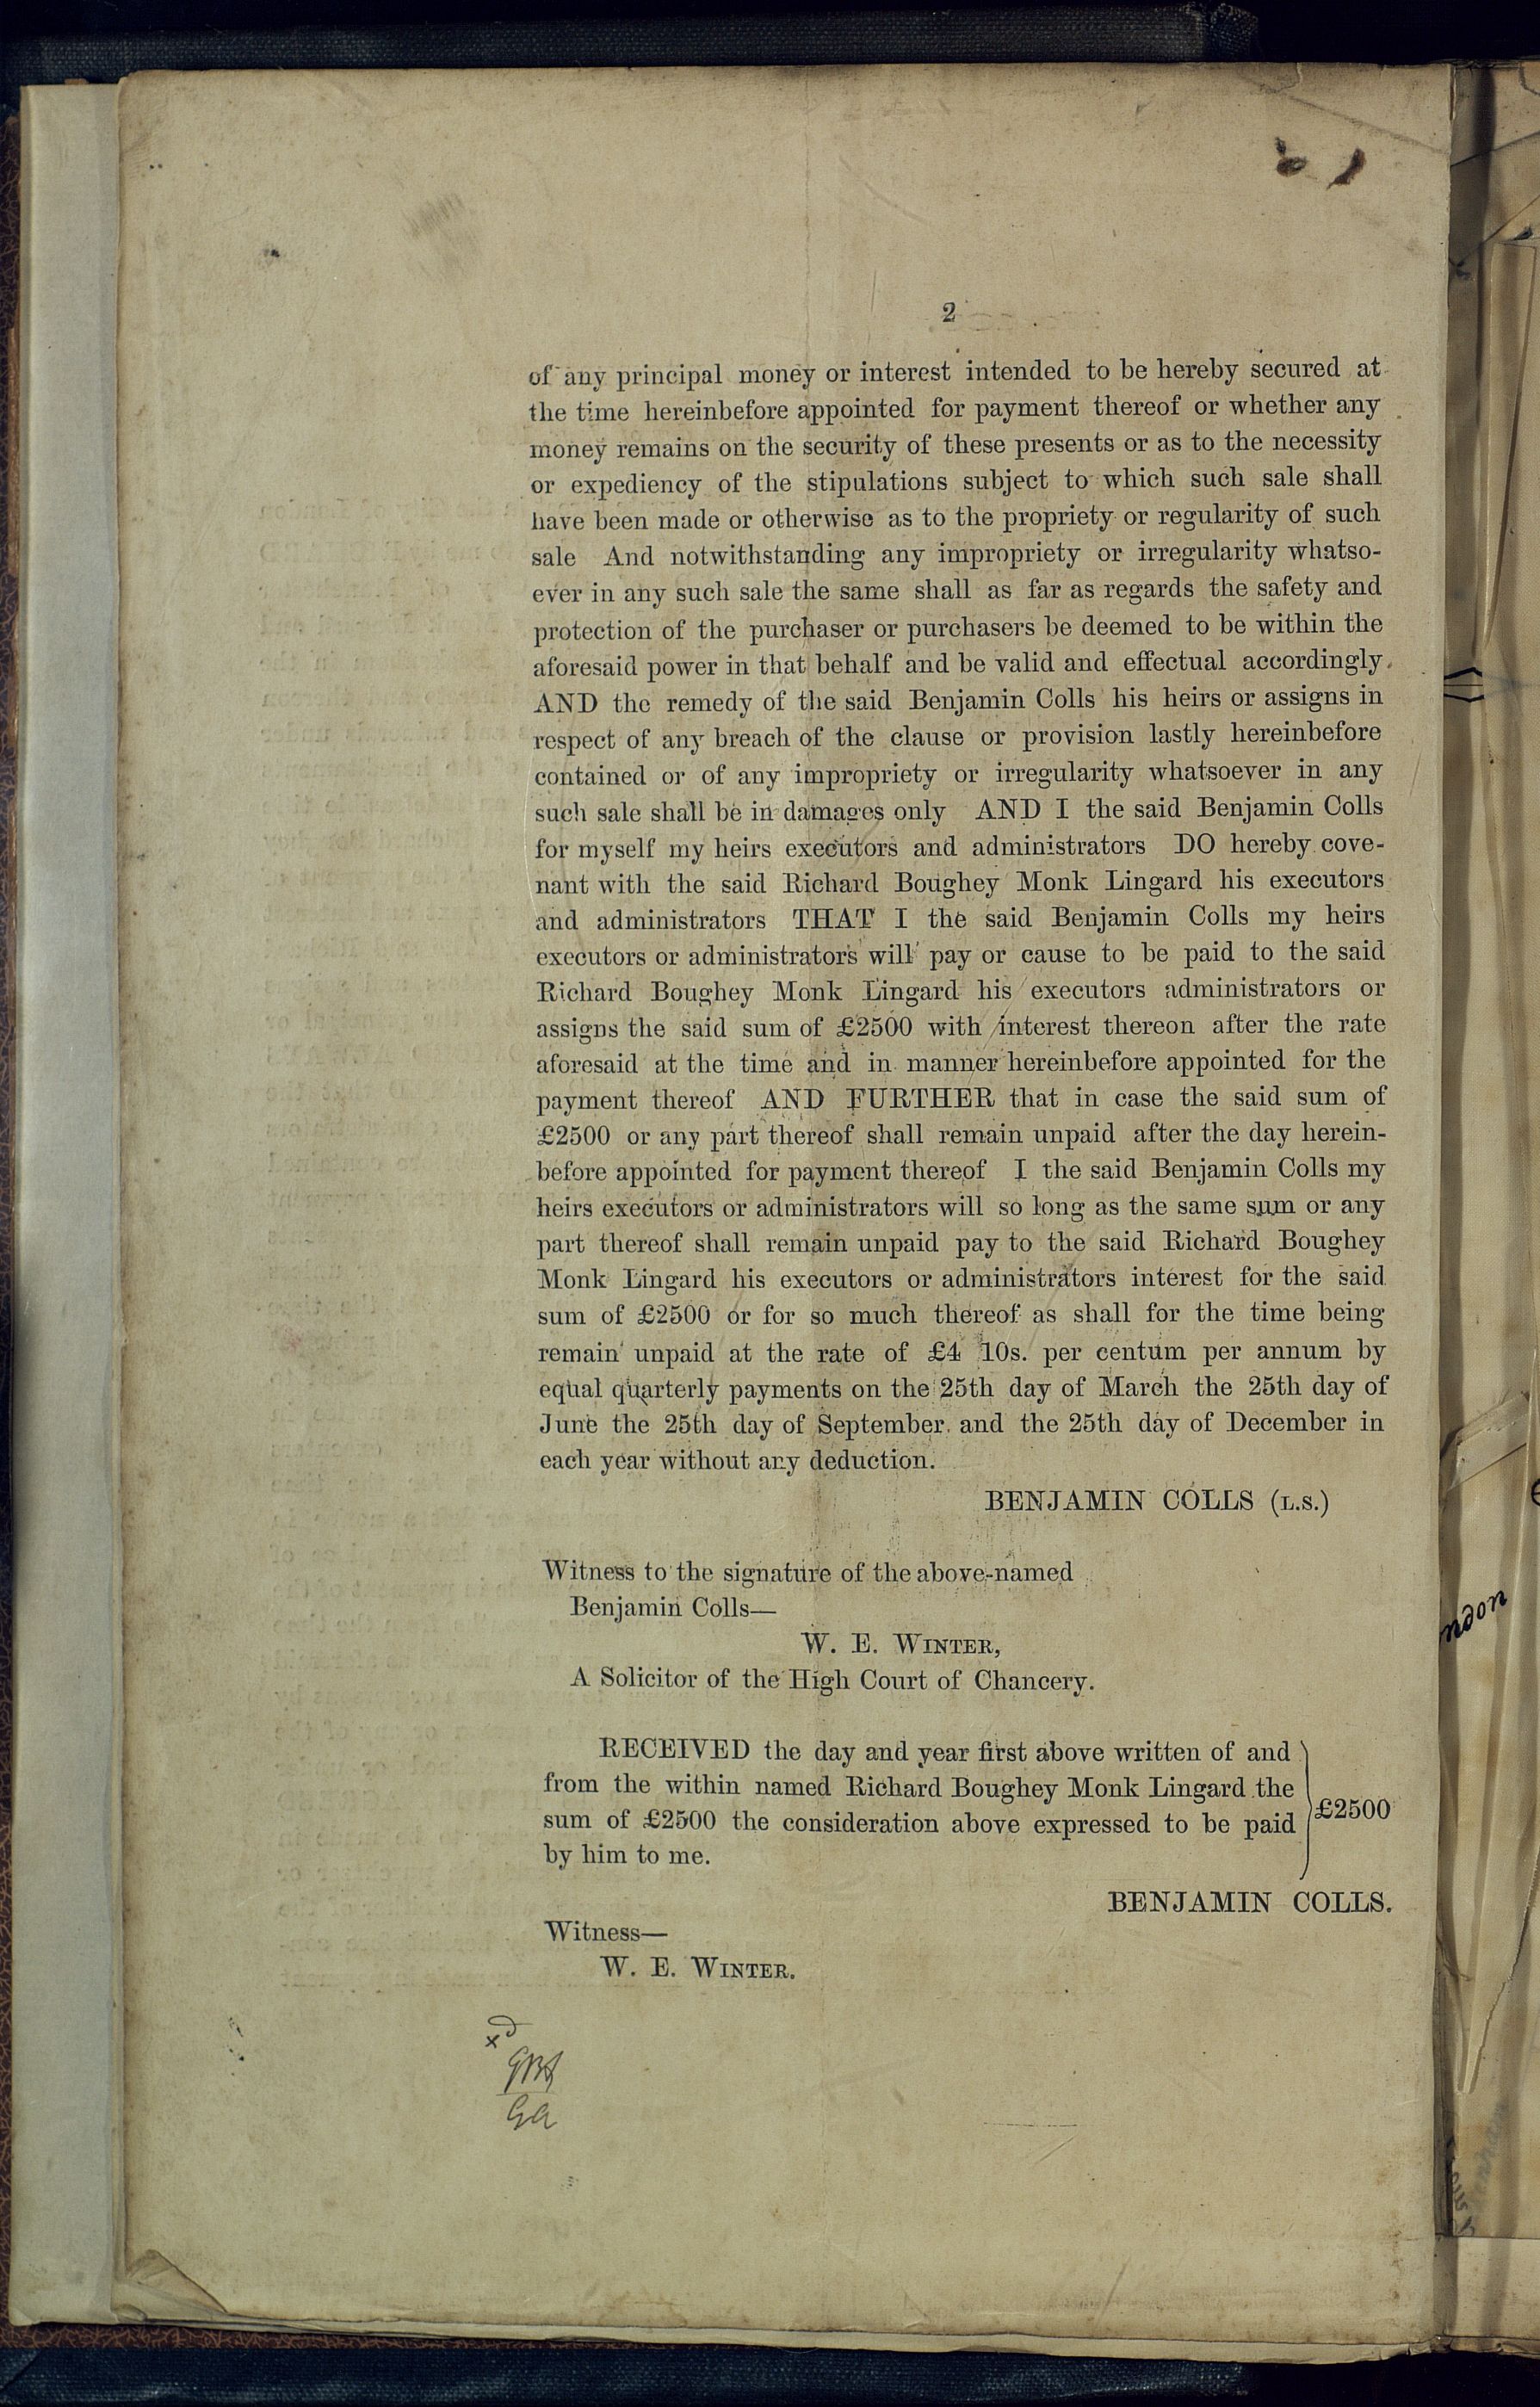 2
of any principal money or interest intended to be hereby secured at
the time hereinbefore appointed for payment thereof or whether any
money remains on the security of these presents or as to the necessity
or expediency of the stipulations subject to which such sale shall
have been made or otherwise as to the propriety or regularity of such
sale And notwithstanding any impropriety or irregularity whatso-
ever in any such sale the same shall as far as regards the safety and
protection of the purchaser or purchasers be deemed to be within the
aforesaid power in that behalf and be valid and effectual accordingly.
AND the remedy of the said Benjamin Colls his heirs or assigns in
respect of any breach of the clause or provision lastly hereinbefore
contained or of any impropriety or irregularity whatsoever in any
such sale shall be in damages only AND I the said Benjamin Colls
for myself my heirs executors and administrators DO hereby cove-
nant with the said Richard Boughey Monk Lingard his executors
and administrators THAT I the said Benjamin Colls my heirs
executors or administrators will pay or cause to be paid to the said
Richard Boughey Monk Lingard his executors administrators or
assigns the said sum of £2500 with interest thereon after the rate
aforesaid at the time and in manner hereinbefore appointed for the
payment thereof AND FURTHER that in case the said sum of
£2500 or any part thereof shall remain unpaid after the day herein-
before appointed for payment thereof I the said Benjamin Colls my
heirs executors or administrators will so long as the same sum or any
part thereof shall remain unpaid pay to the said Richard Boughey
Monk Lingard his executors or administrators interest for the said
sum of £2500 or for so much thereof as shall for the time being
remain unpaid at the rate of £4 10s. per centum per annum by
equal quarterly payments on the 25th day of March the 25th day of
June the 25th day of September and the 25th day of December in
each year without any deduction.
BENJAMIN COLLS (L.S.)
Witness to the signature of the above-named
Benjamin Colls—
W. E. WINTER,
A Solicitor of the High Court of Chancery.
RECEIVED the day and year first above written of and
from the within named Richard Boughey Monk Lingard the
sum of £2500 the consideration above expressed to be paid
by him to me.
£2500
BENJAMIN COLLS.
Witness—
W. E. WINTER.